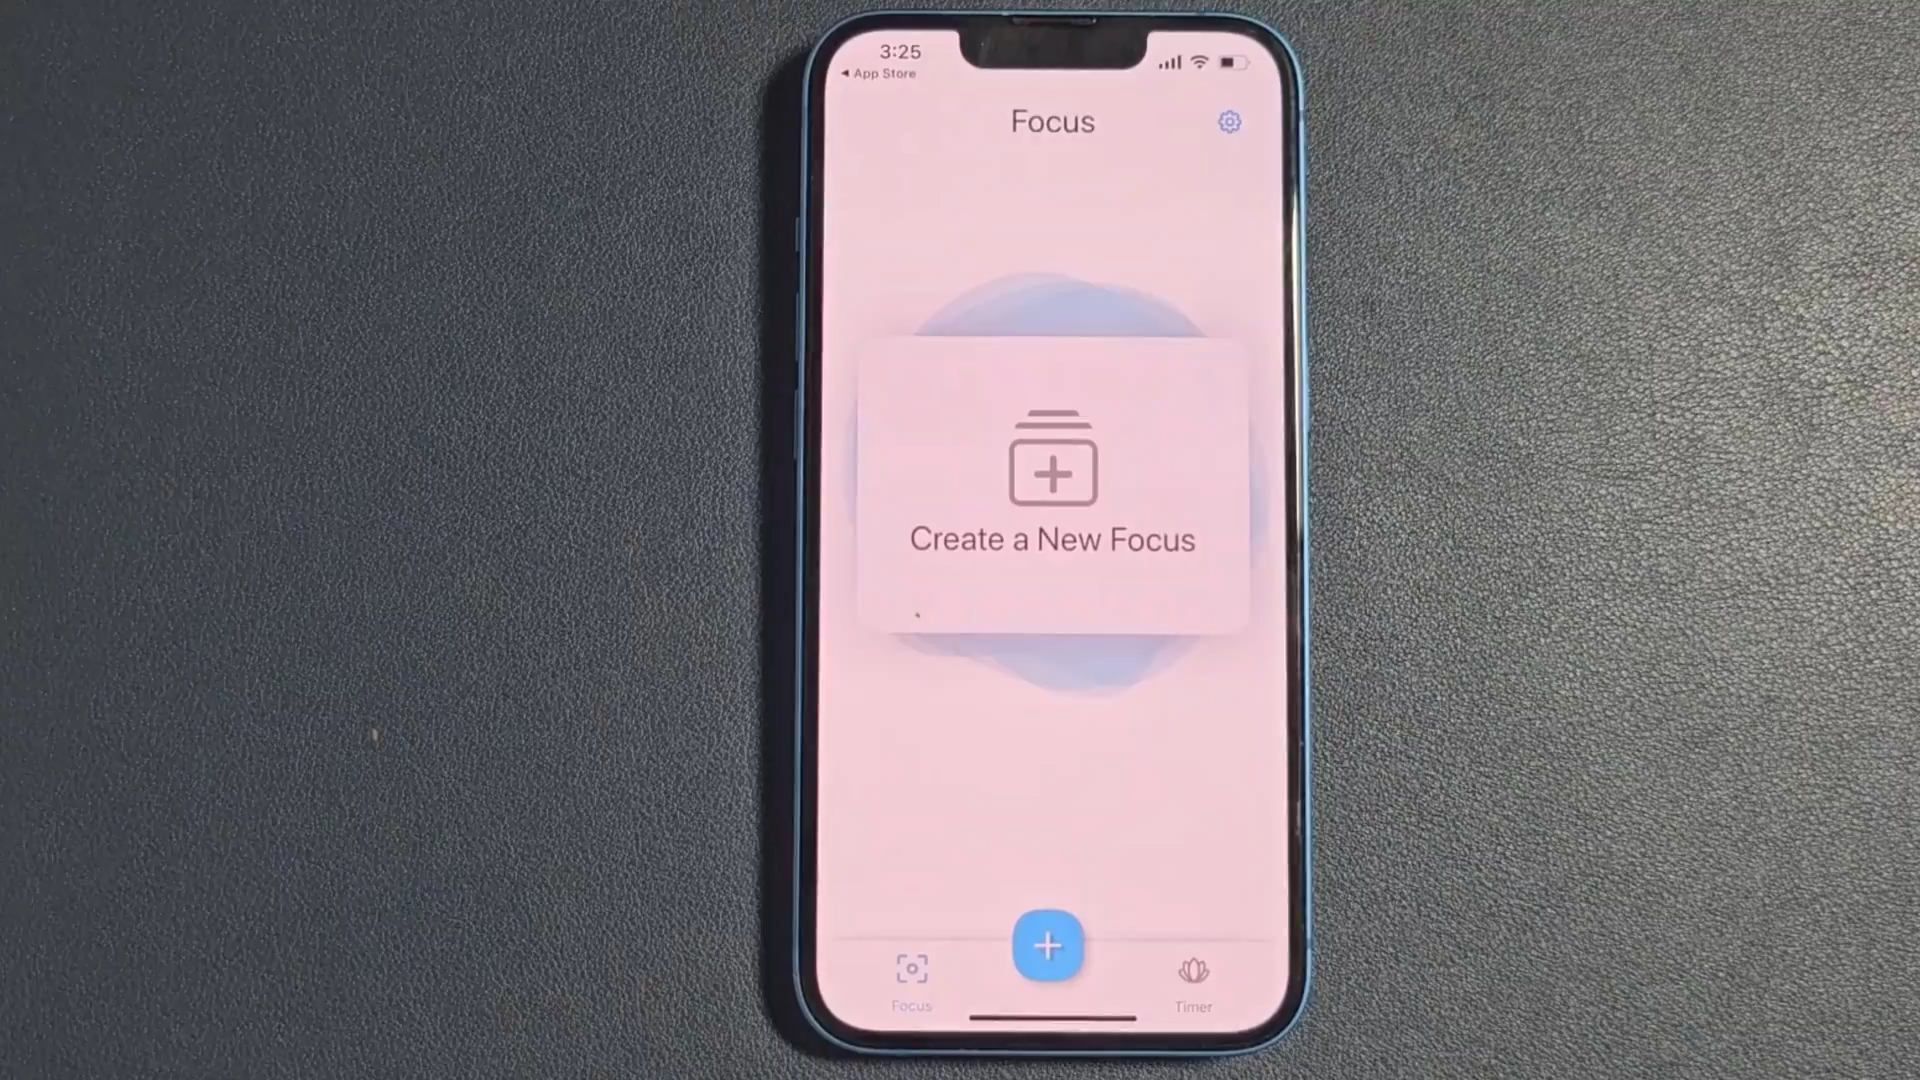 3:25
◀ App Store
Focus
Create a New Focus
Focus
Timer